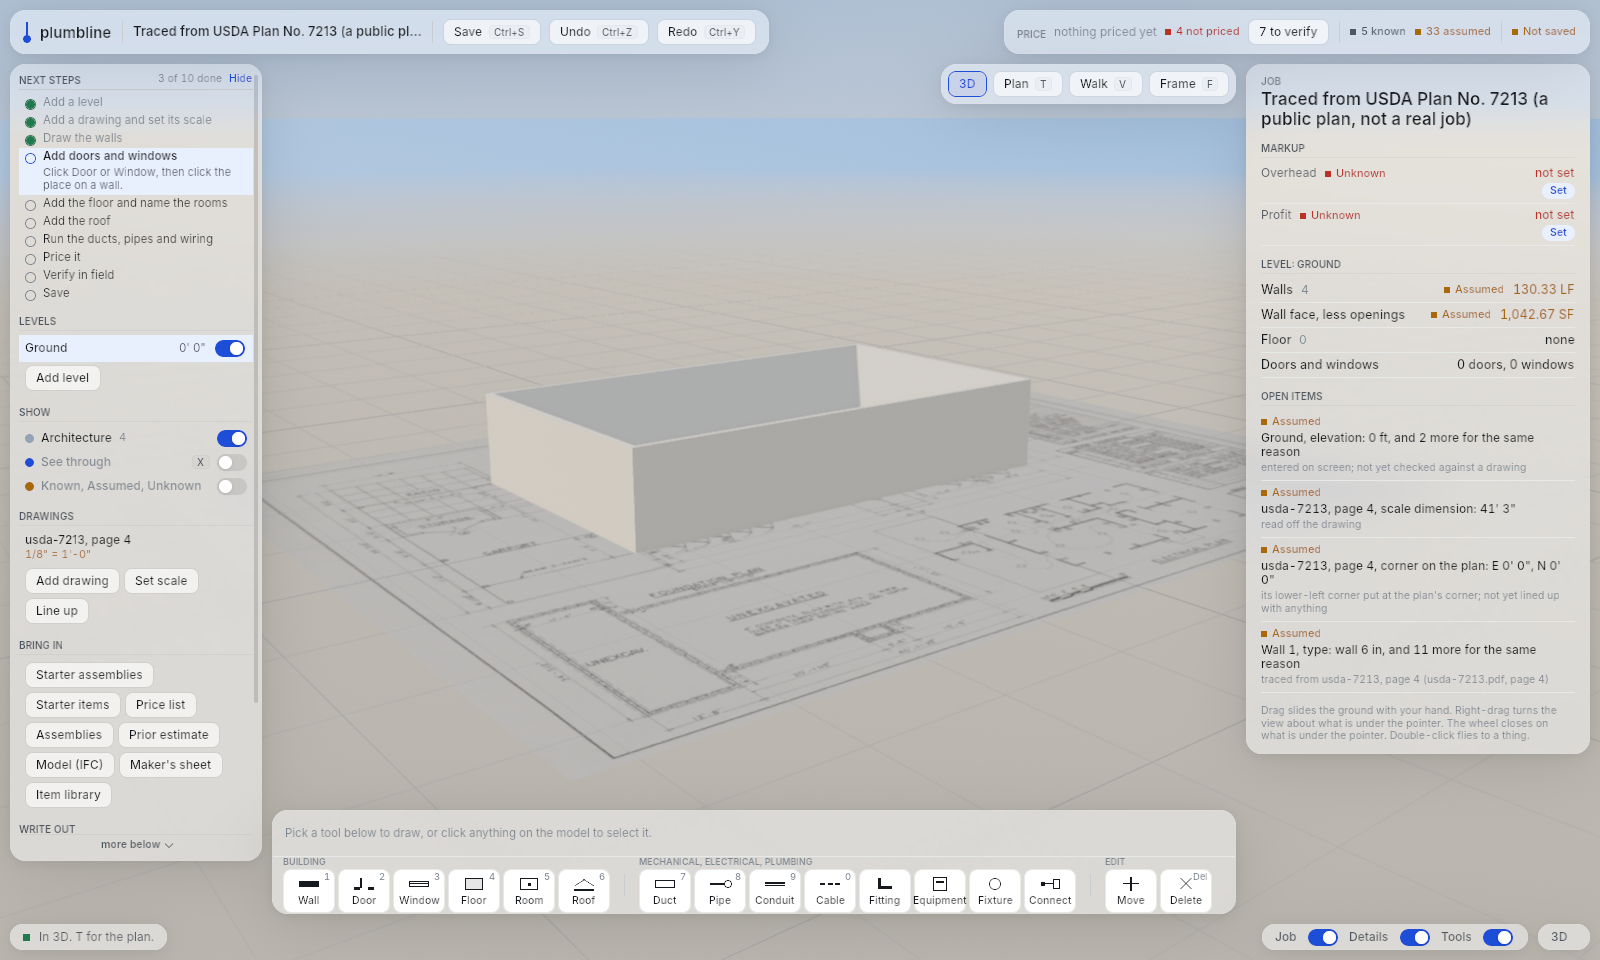 plumbline
Traced from USDA Plan No. 7213 (a public pl...
Save Ctrl+S
Undo Ctrl+Z
Redo Ctrl+Y
PRICE nothing priced yet 4 not priced
7 to verify
5 known 33 assumed Not saved
3D
Plan T
Walk V
Frame F
NEXT STEPS 3 of 10 done Hide
Add a level
Add a drawing and set its scale
Draw the walls
Add doors and windows
Click Door or Window, then click the
place on a wall.
Add the floor and name the rooms
Add the roof
Run the ducts, pipes and wiring
Price it
Verify in field
Save
LEVELS
Ground 0' 0"
Add level
SHOW
Architecture 4
See through X
Known, Assumed, Unknown
DRAWINGS
usda-7213, page 4
1/8" = 1'-0"
Add drawing Set scale
Line up
BRING IN
Starter assemblies
Starter items Price list
Assemblies Prior estimate
Model (IFC) Maker's sheet
Item library
WRITE OUT
more below
In 3D. T for the plan.
FOUNDATION PLAN
UNEXCAVATED
UNEXCAV.
JOB
Traced from USDA Plan No. 7213 (a
public plan, not a real job)
MARKUP
Overhead Unknown not set
Set
Profit Unknown not set
Set
LEVEL: GROUND
Walls 4 Assumed 130.33 LF
Wall face, less openings Assumed 1,042.67 SF
Floor 0 none
Doors and windows 0 doors, 0 windows
OPEN ITEMS
Assumed
Ground, elevation: 0 ft, and 2 more for the same
reason
entered on screen; not yet checked against a drawing
Assumed
usda-7213, page 4, scale dimension: 41' 3"
read off the drawing
Assumed
usda-7213, page 4, corner on the plan: E 0' 0", N 0'
0"
its lower-left corner put at the plan's corner; not yet lined up
with anything
Assumed
Wall 1, type: wall 6 in, and 11 more for the same
reason
traced from usda-7213, page 4 (usda-7213.pdf, page 4)
Drag slides the ground with your hand. Right-drag turns the
view about what is under the pointer. The wheel closes on
what is under the pointer. Double-click flies to a thing.
Pick a tool below to draw, or click anything on the model to select it.
BUILDING
Wall 1
Door 2
Window 3
Floor 4
Room 5
Roof 6
MECHANICAL, ELECTRICAL, PLUMBING
Duct 7
Pipe 8
Conduit 9
Cable 0
Fitting
Equipment
Fixture
Connect
EDIT
Move
Delete Del
Job Details Tools
3D